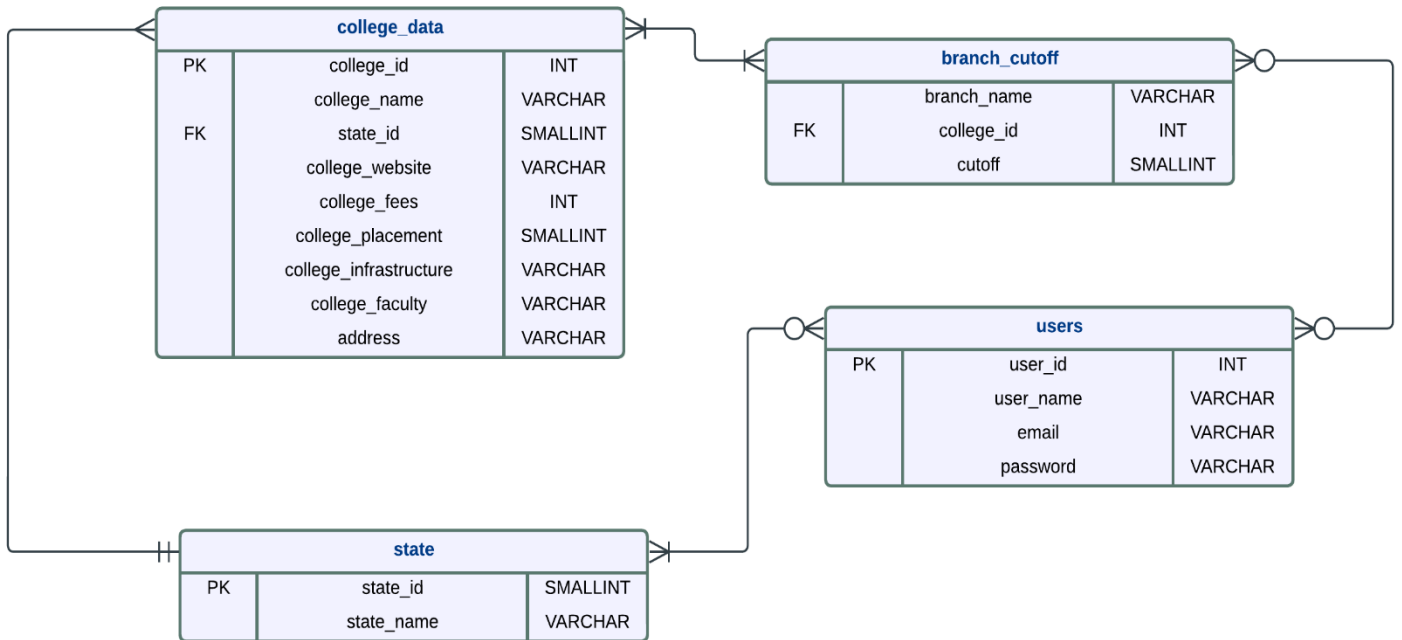 college_data
PK college_id INT
college_name VARCHAR
FK state_id SMALLINT
college_website VARCHAR
college_fees INT
college_placement SMALLINT
college_infrastructure VARCHAR
college_faculty VARCHAR
address VARCHAR
branch_cutoff
branch_name VARCHAR
FK college_id INT
cutoff SMALLINT
users
PK user_id INT
user_name VARCHAR
email VARCHAR
password VARCHAR
state
PK state_id SMALLINT
state_name VARCHAR